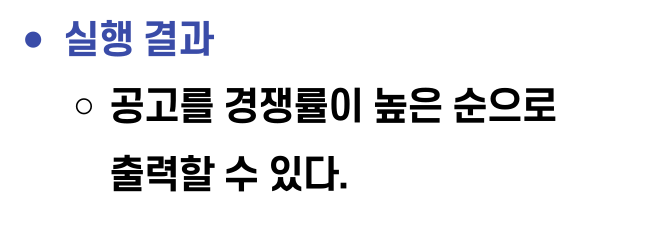 • 실행 결과
○ 공고를 경쟁률이 높은 순으로
출력할 수 있다.